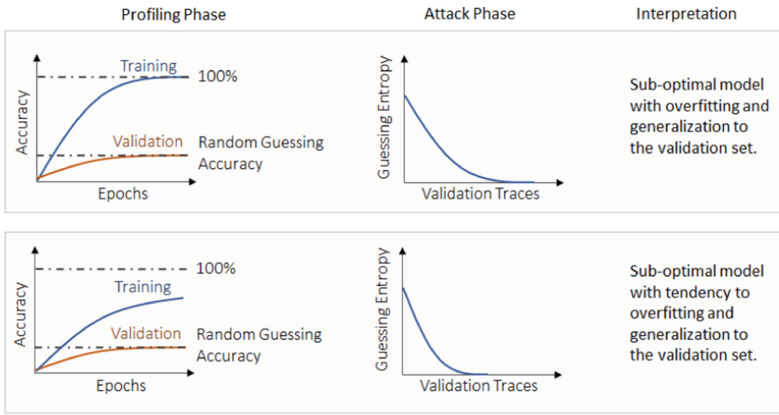 Profiling Phase
Attack Phase
Interpretation
Accuracy
Training
100%
Validation
Random Guessing
Accuracy
Epochs
Guessing Entropy
Validation Traces
Sub-optimal model
with overfitting and
generalization to
the validation set.
Accuracy
100%
Training
Validation
Random Guessing
Accuracy
Epochs
Guessing Entropy
Validation Traces
Sub-optimal model
with tendency to
overfitting and
generalization to
the validation set.